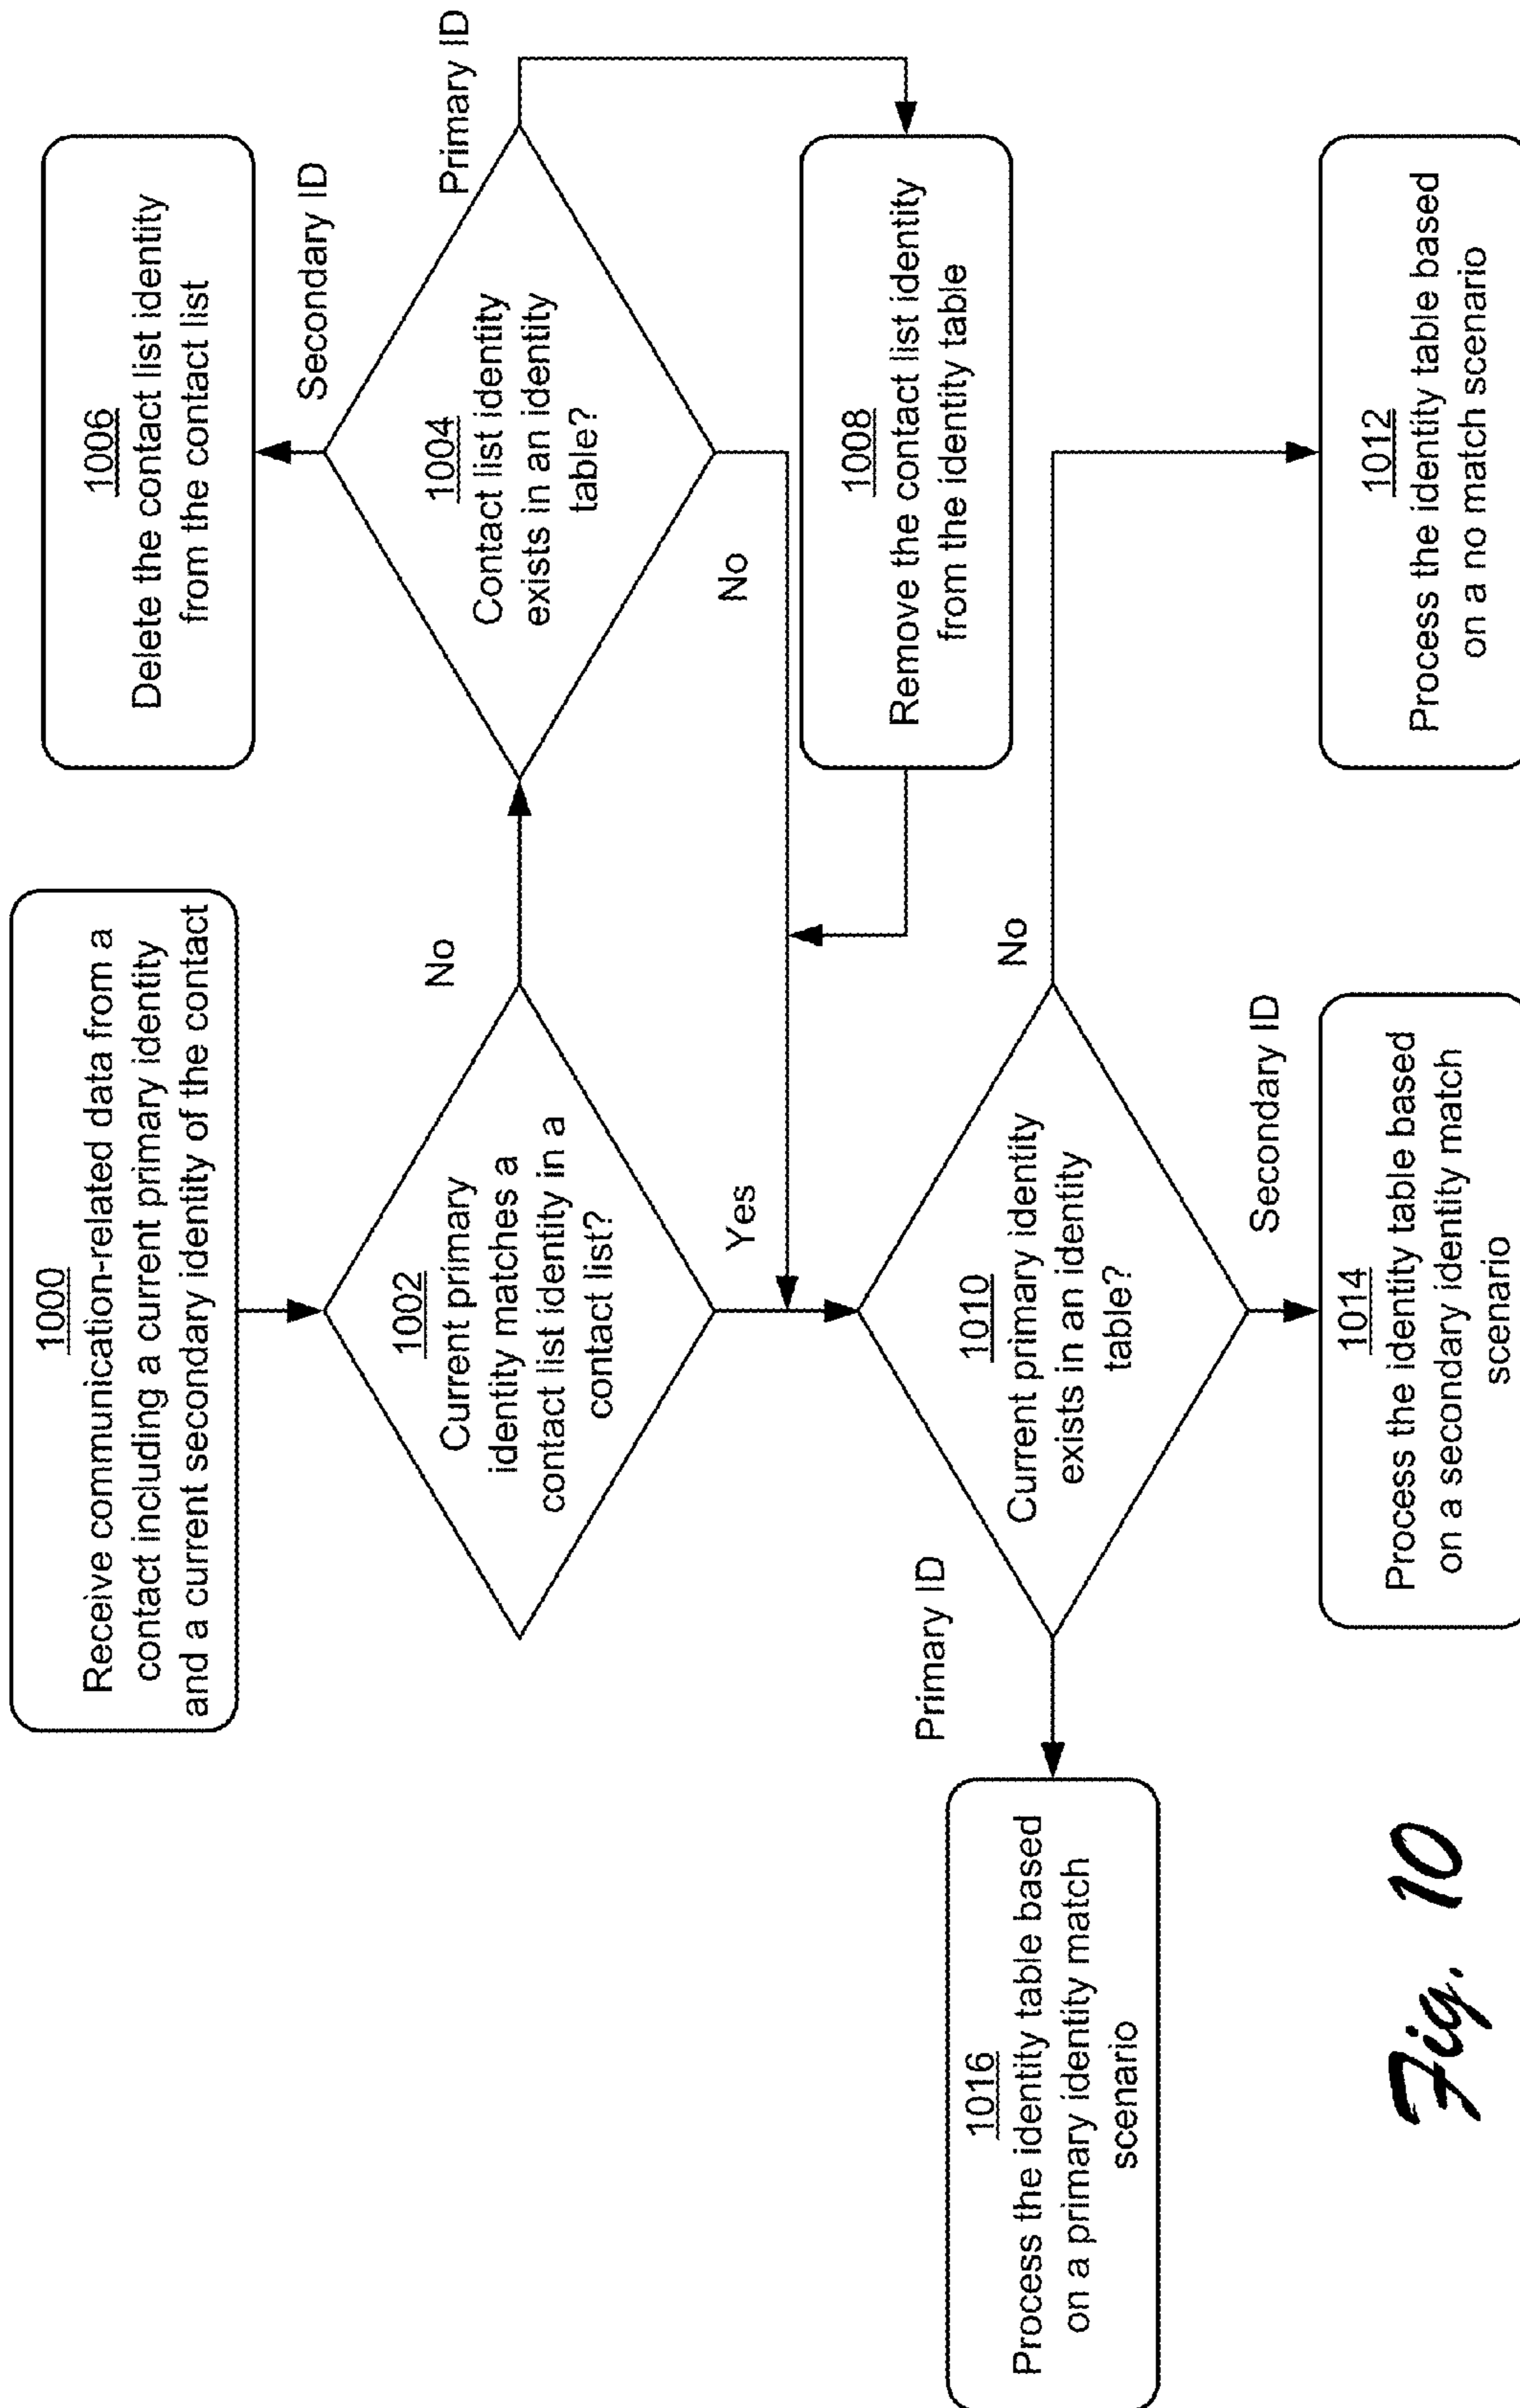 1000
Receive communication-related data from a
contact including a current primary identity
and a current secondary identity of the contact
1002
Current primary
identity matches a
contact list identity in a
contact list?
No
Yes
1004
Contact list identity
exists in an identity
table?
Secondary ID
Primary ID
No
1006
Delete the contact list identity
from the contact list
1008
Remove the contact list identity
from the identity table
1010
Current primary identity
exists in an identity
table?
No
Secondary ID
Primary ID
1012
Process the identity table based
on a no match scenario
1014
Process the identity table based
on a secondary identity match
scenario
1016
Process the identity table based
on a primary identity match
scenario
Fig. 10